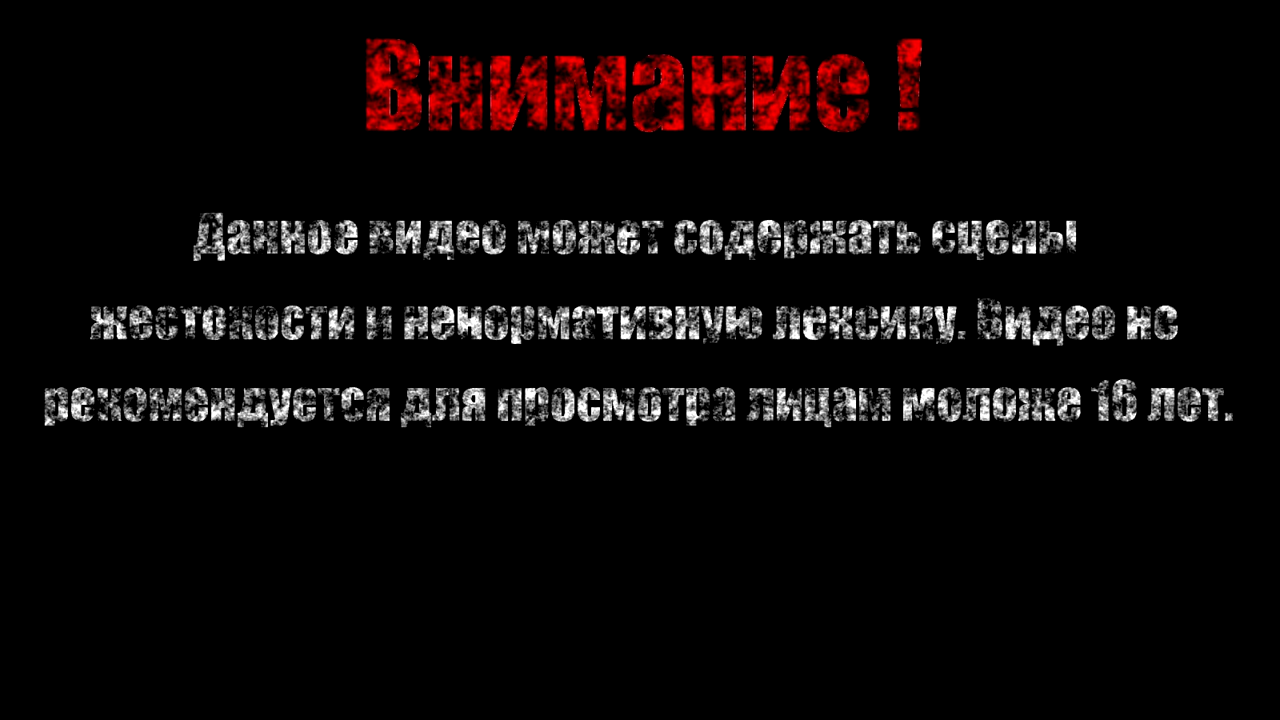 Внимание !
Данное видео может содержать сцены
жестокости и ненормативную лексику. Видео не
рекомендуется для просмотра лицам моложе 16 лет.